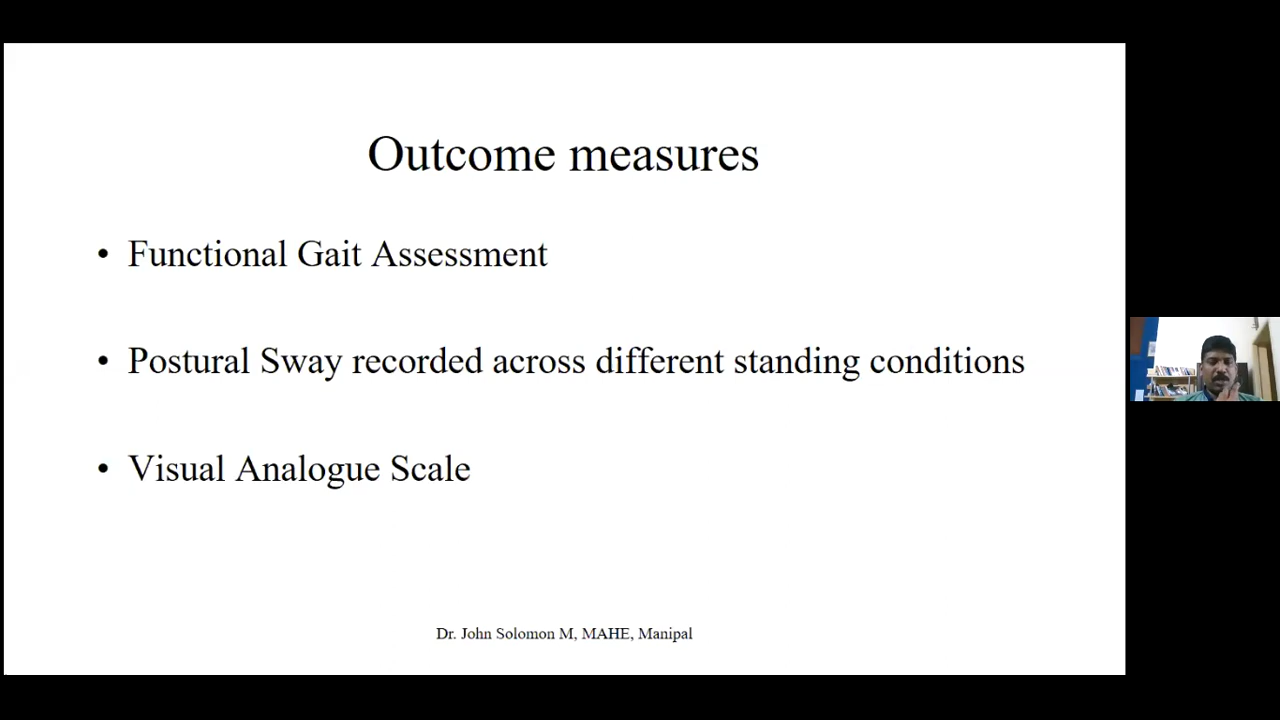 Outcome measures
• Functional Gait Assessment
• Postural Sway recorded across different standing conditions
• Visual Analogue Scale
Dr. John Solomon M, MAHE, Manipal